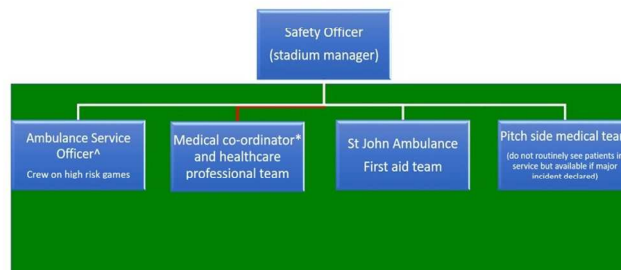 Safety Officer
(stadium manager)
Ambulance Service
Officer^
Crew on high risk games
Medical co-ordinator*
and healthcare
professional team
St John Ambulance
First aid team
Pitch side medical team
(do not routinely see patients in
service but available if major
incident declared)